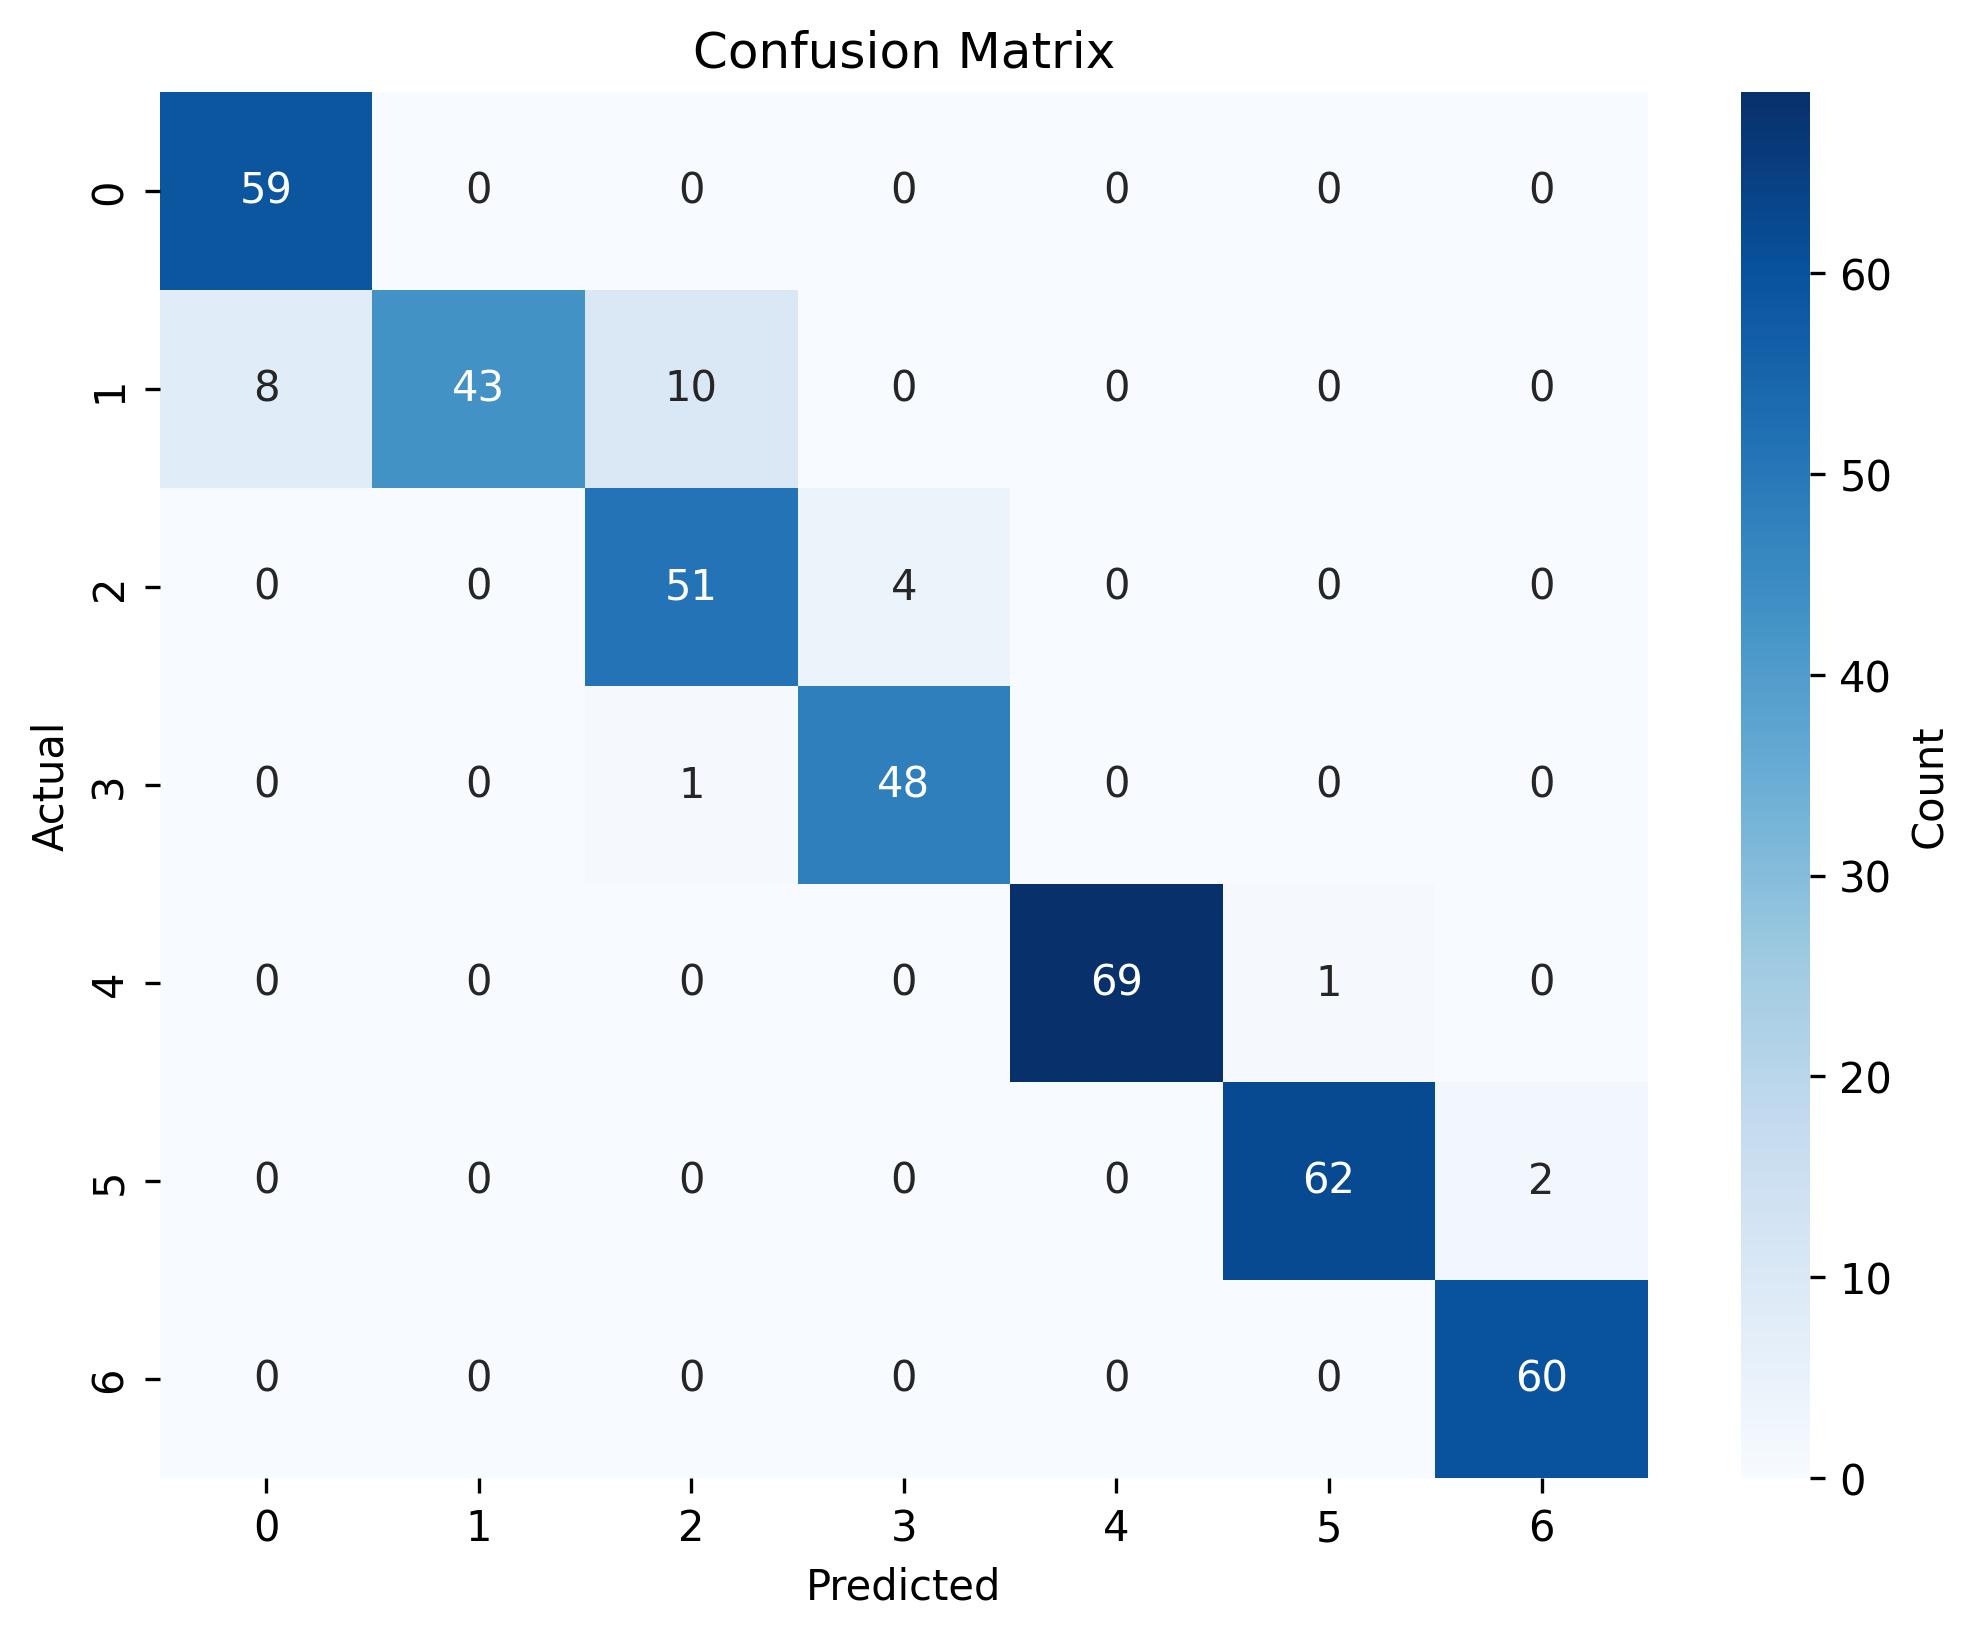 Confusion Matrix
0 59 0 0 0 0 0 0
1 8 43 10 0 0 0 0
2 0 0 51 4 0 0 0
3 0 0 1 48 0 0 0
4 0 0 0 0 69 1 0
5 0 0 0 0 0 62 2
6 0 0 0 0 0 0 60
0 1 2 3 4 5 6
Predicted
Actual
60
50
40
30
20
10
0
Count